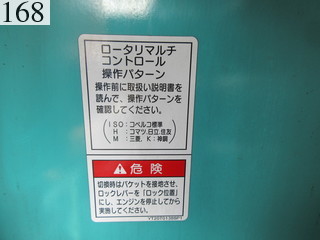 168
ロータリマルチ
コントロール
操作パターン
操作前に取扱い説明書を
読んで、操作パターンを
確認してください。
ISO：コベルコ標準
H：コマツ、日立、住友
M：三菱、K：神鋼
危険
切換時はバケットを接地させ、
ロックレバーを「ロック位置」
にし、エンジンを停止してから
実施してください。